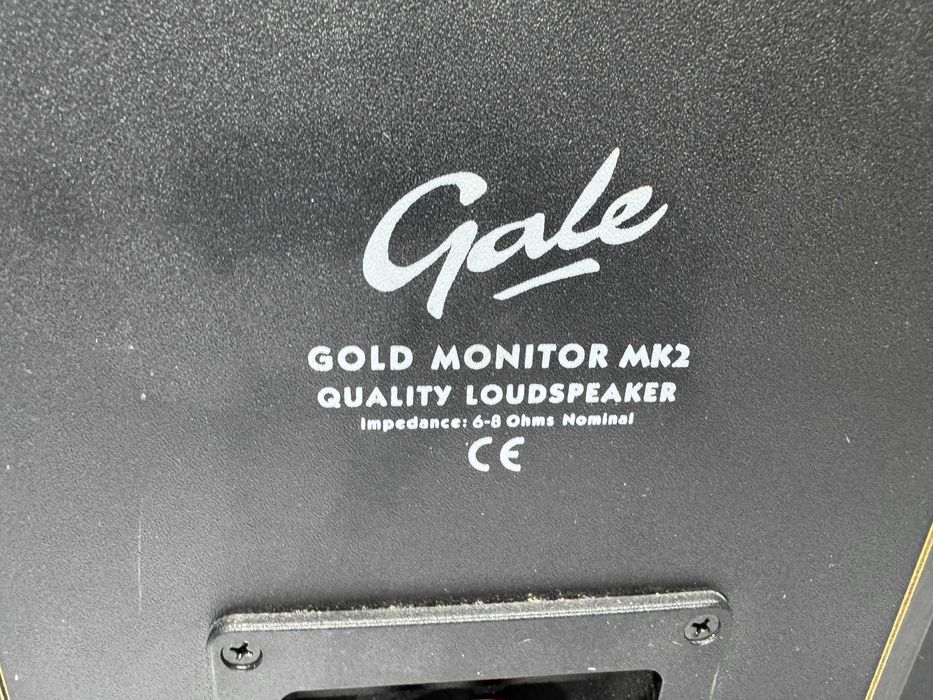 Gale
GOLD MONITOR MK2
QUALITY LOUDSPEAKER
Impedance: 6-8 Ohms Nominal
CE